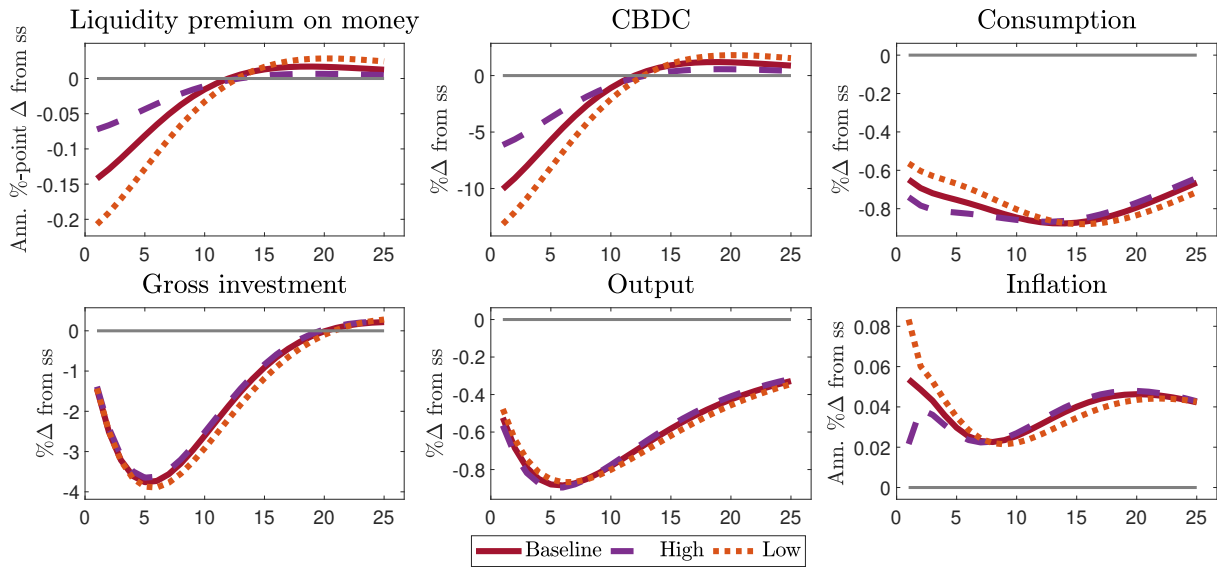 Liquidity premium on money
Ann. %-point Δ from ss
0
-0.05
-0.1
-0.15
-0.2
0 5 10 15 20 25
CBDC
%Δ from ss
0
-5
-10
0 5 10 15 20 25
Consumption
%Δ from ss
0
-0.2
-0.4
-0.6
-0.8
0 5 10 15 20 25
Gross investment
%Δ from ss
0
-1
-2
-3
-4
0 5 10 15 20 25
Output
%Δ from ss
0
-0.2
-0.4
-0.6
-0.8
0 5 10 15 20 25
Inflation
Ann. %Δ from ss
0.08
0.06
0.04
0.02
0
0 5 10 15 20 25
Baseline High Low